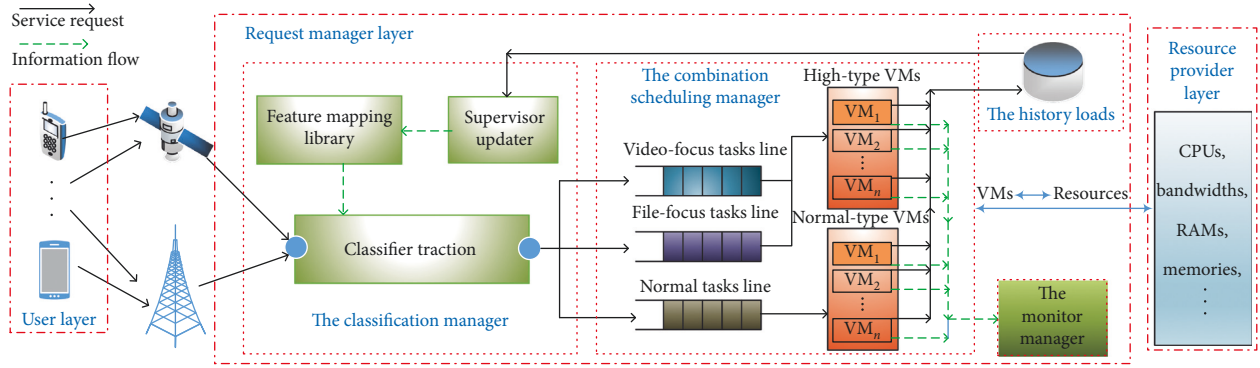 Service request
Information flow
User layer
Request manager layer
Feature mapping
library
Supervisor
updater
Classifier traction
The classification manager
The combination
scheduling manager
Video-focus tasks line
File-focus tasks line
Normal tasks line
High-type VMs
VM1
VM2
VMn
Normal-type VMs
VM1
VM2
VMn
The history loads
VMs
Resources
The
monitor
manager
Resource
provider
layer
CPUs,
bandwidths,
RAMs,
memories,